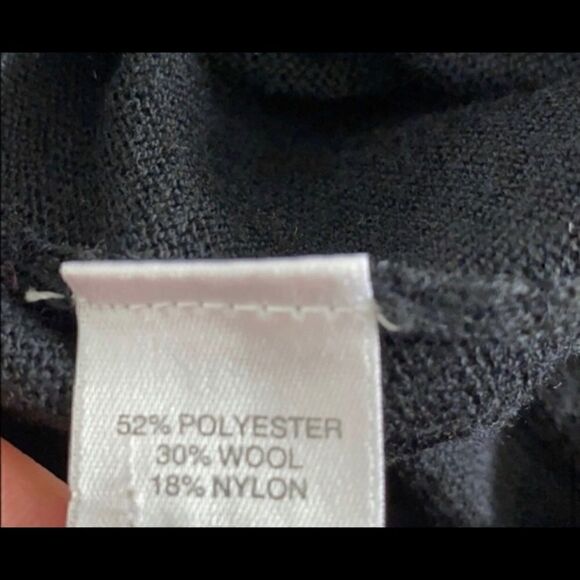 52% POLYESTER
30% WOOL
18% NYLON